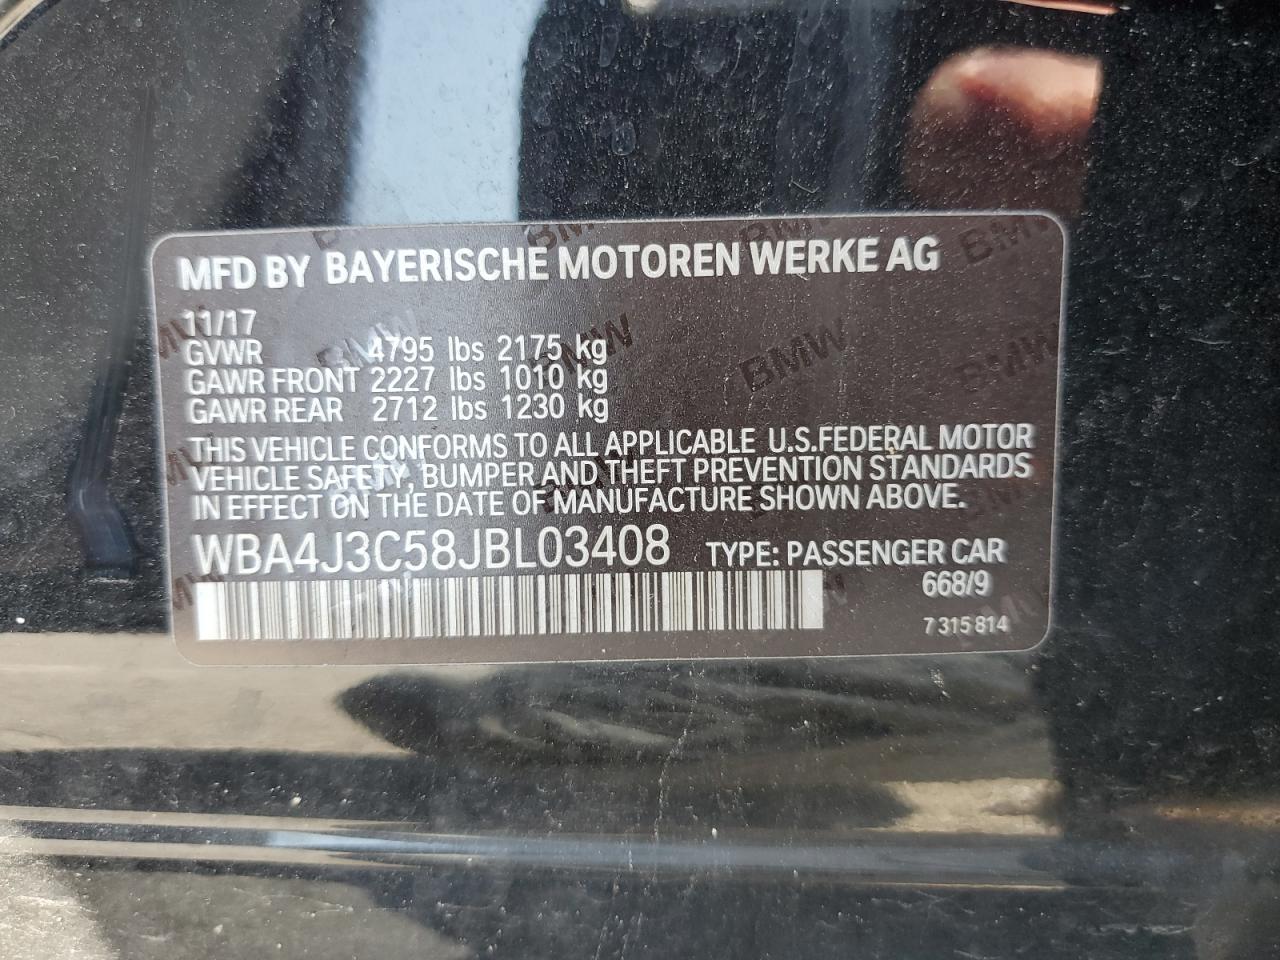 MFD BY BAYERISCHE MOTOREN WERKE AG
11/17
GVWR 4795 lbs 2175 kg
GAWR FRONT 2227 lbs 1010 kg
GAWR REAR 2712 lbs 1230 kg
THIS VEHICLE CONFORMS TO ALL APPLICABLE U.S.FEDERAL MOTOR
VEHICLE SAFETY, BUMPER AND THEFT PREVENTION STANDARDS
IN EFFECT ON THE DATE OF MANUFACTURE SHOWN ABOVE.
WBA4J3C58JBL03408 TYPE: PASSENGER CAR
668/9
7 315 814